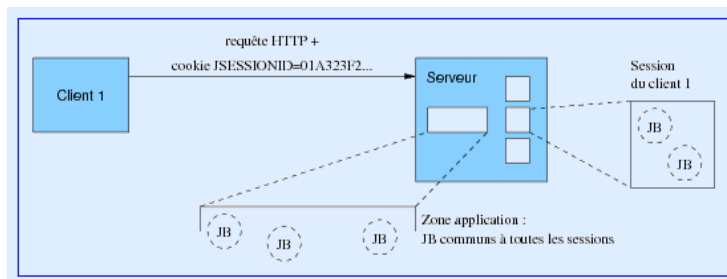 requête HTTP +
cookie JSESSIONID=01A323F2...
Client 1
Serveur
Session
du client 1
JB
JB
JB
JB
JB
Zone application :
JB communs à toutes les sessions